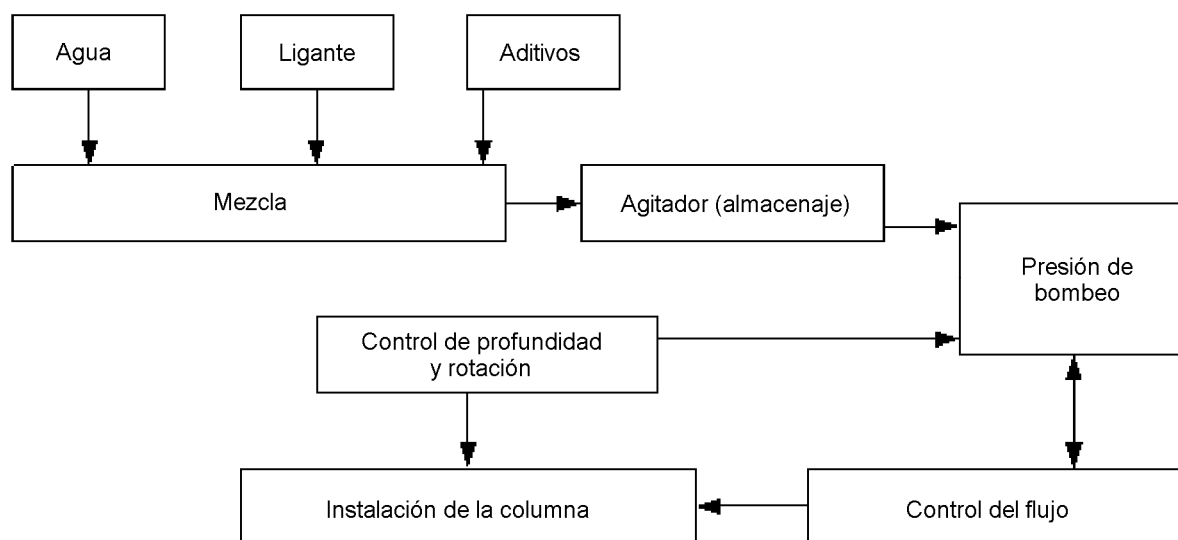 Agua
Ligante
Aditivos
Mezcla
Agitador (almacenaje)
Presión de
bombeo
Control de profundidad
y rotación
Instalación de la columna
Control del flujo